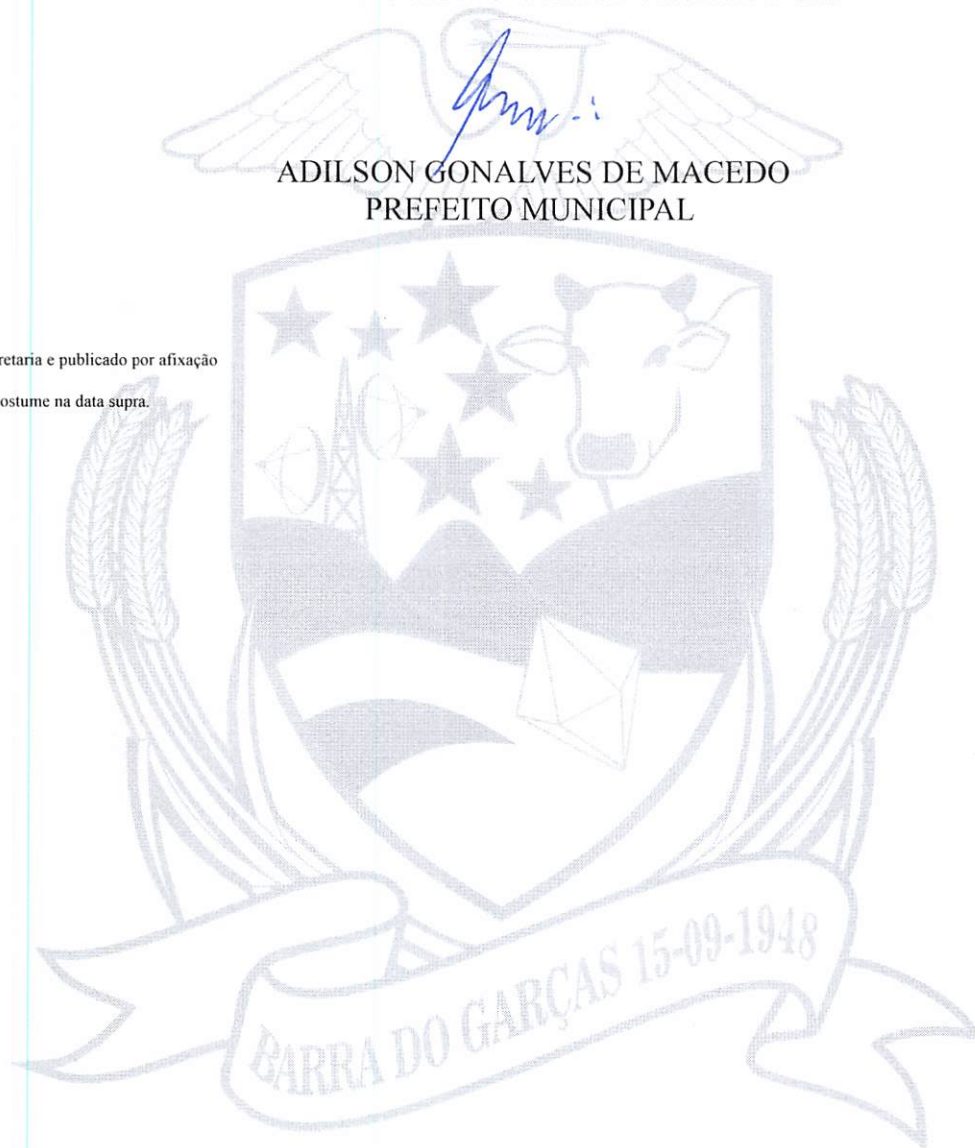 ADILSON GONALVES DE MACEDO
PREFEITO MUNICIPAL
retaria e publicado por afixação
ostume na data supra.
BARRA DO GARÇAS 15-09-1948